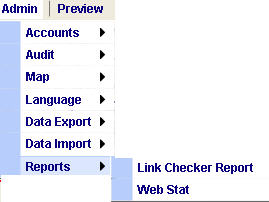 Admin Preview
Accounts
Audit
Map
Language
Data Export
Data Import
Reports
Link Checker Report
Web Stat